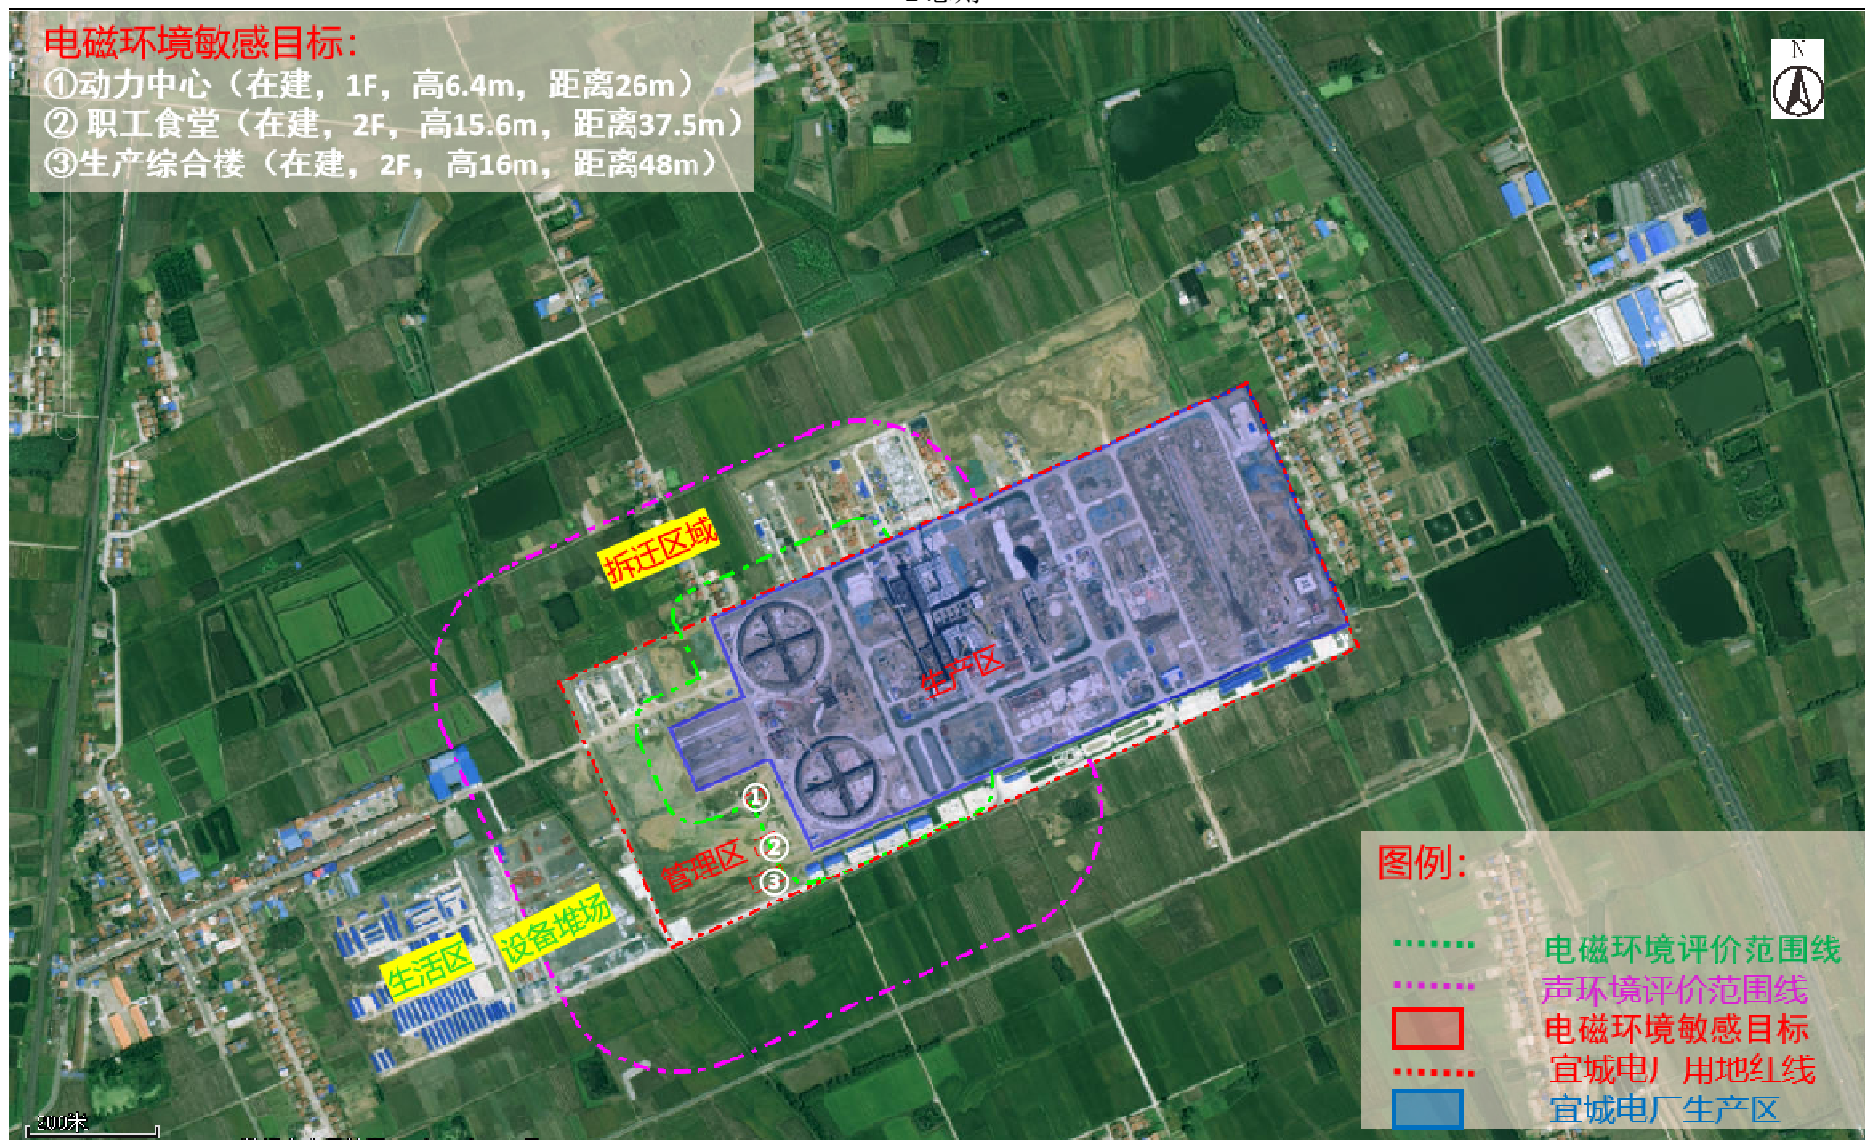 电磁环境敏感目标：
①动力中心（在建，1F，高6.4m，距离26m）
② 职工食堂（在建，2F，高15.6m，距离37.5m）
③生产综合楼（在建，2F，高16m，距离48m）
N
拆迁区域
生产区
①
②
管理区
③
设备堆场
生活区
图例：
电磁环境评价范围线
声环境评价范围线
电磁环境敏感目标
宜城电厂用地红线
宜城电厂生产区
200米